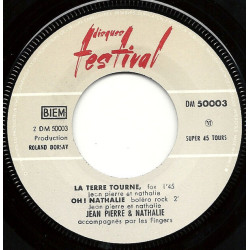 disques
festival
BIEM
DM 50003
2 DM 50003
Production
ROLAND BORSAY
SUPER 45 TOURS
LA TERRE TOURNE, fox 1'45
jean pierre et nathalie
OH! NATHALIE boléro rock 2'
Jean pierre et nathalie
JEAN PIERRE & NATHALIE
accompagnés par les Fingers